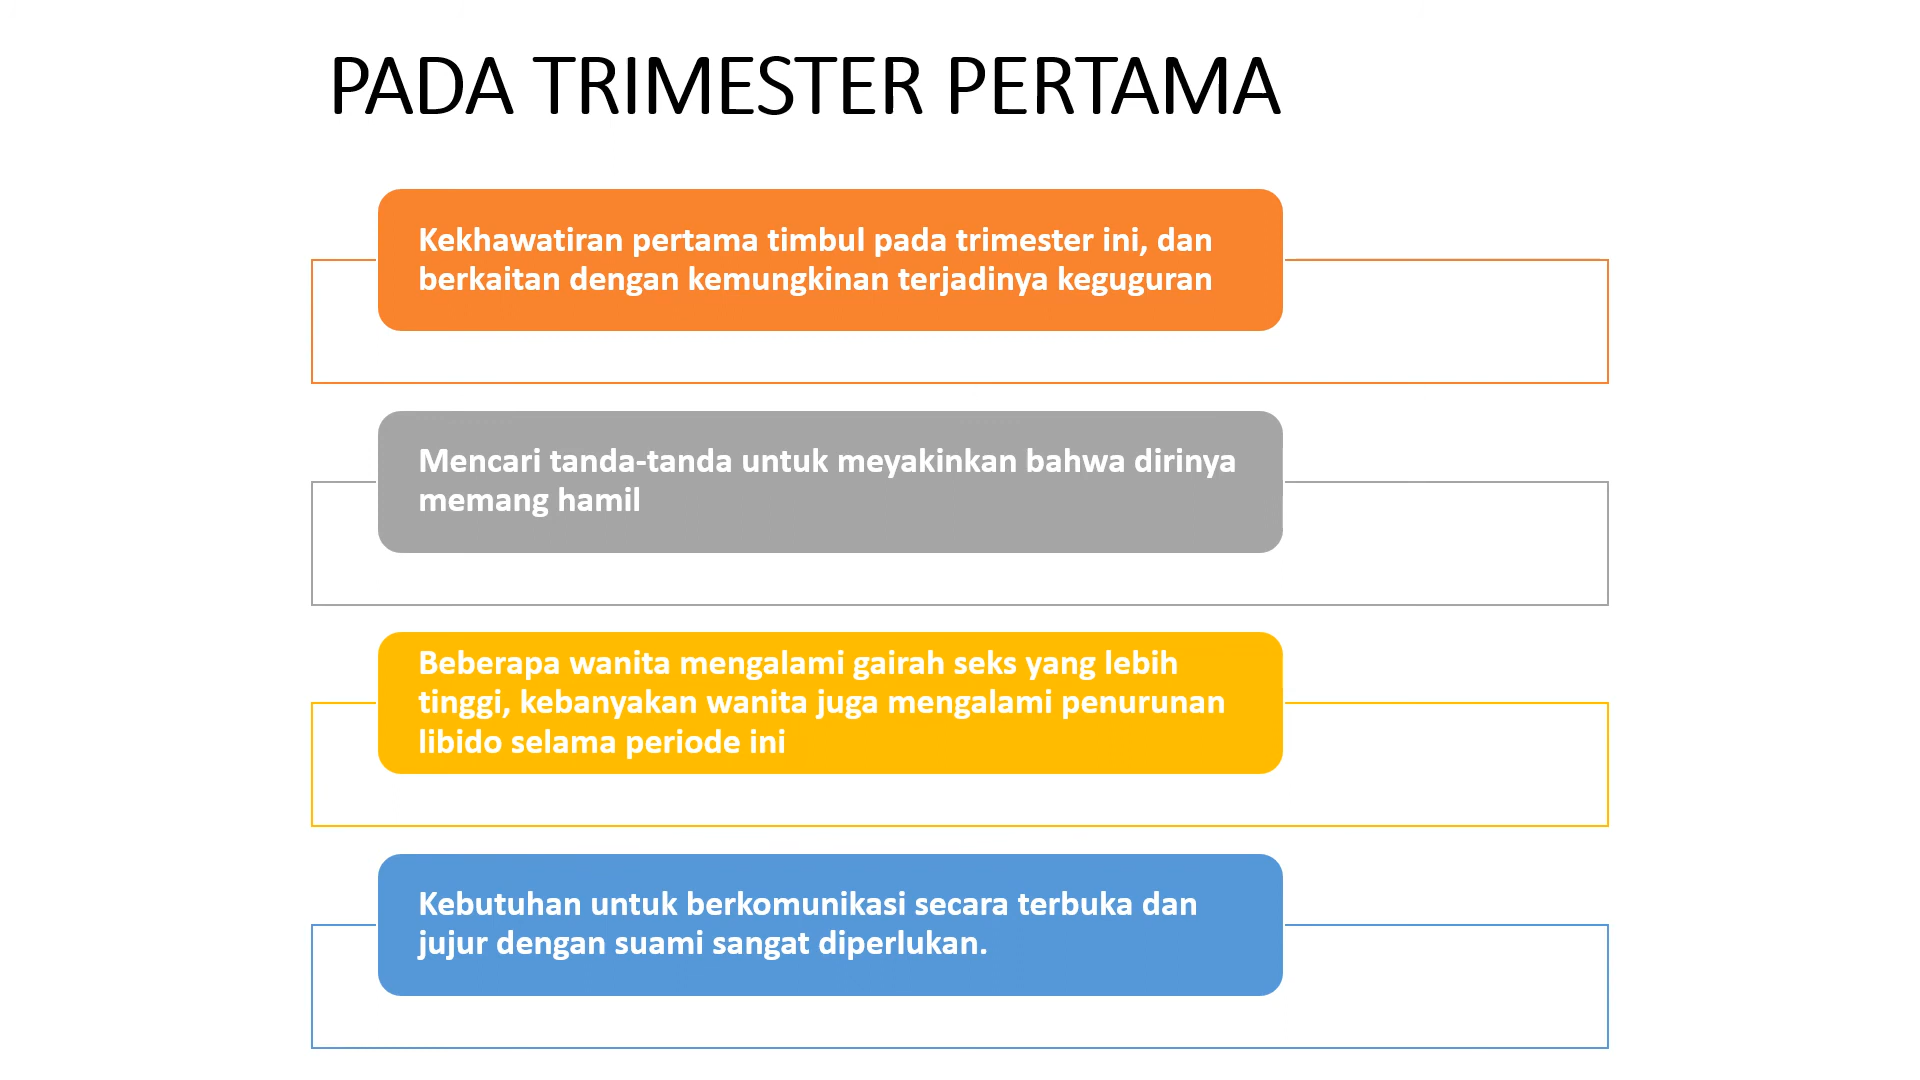 PADA TRIMESTER PERTAMA
Kekhawatiran pertama timbul pada trimester ini, dan
berkaitan dengan kemungkinan terjadinya keguguran
Mencari tanda-tanda untuk meyakinkan bahwa dirinya
memang hamil
Beberapa wanita mengalami gairah seks yang lebih
tinggi, kebanyakan wanita juga mengalami penurunan
libido selama periode ini
Kebutuhan untuk berkomunikasi secara terbuka dan
jujur dengan suami sangat diperlukan.